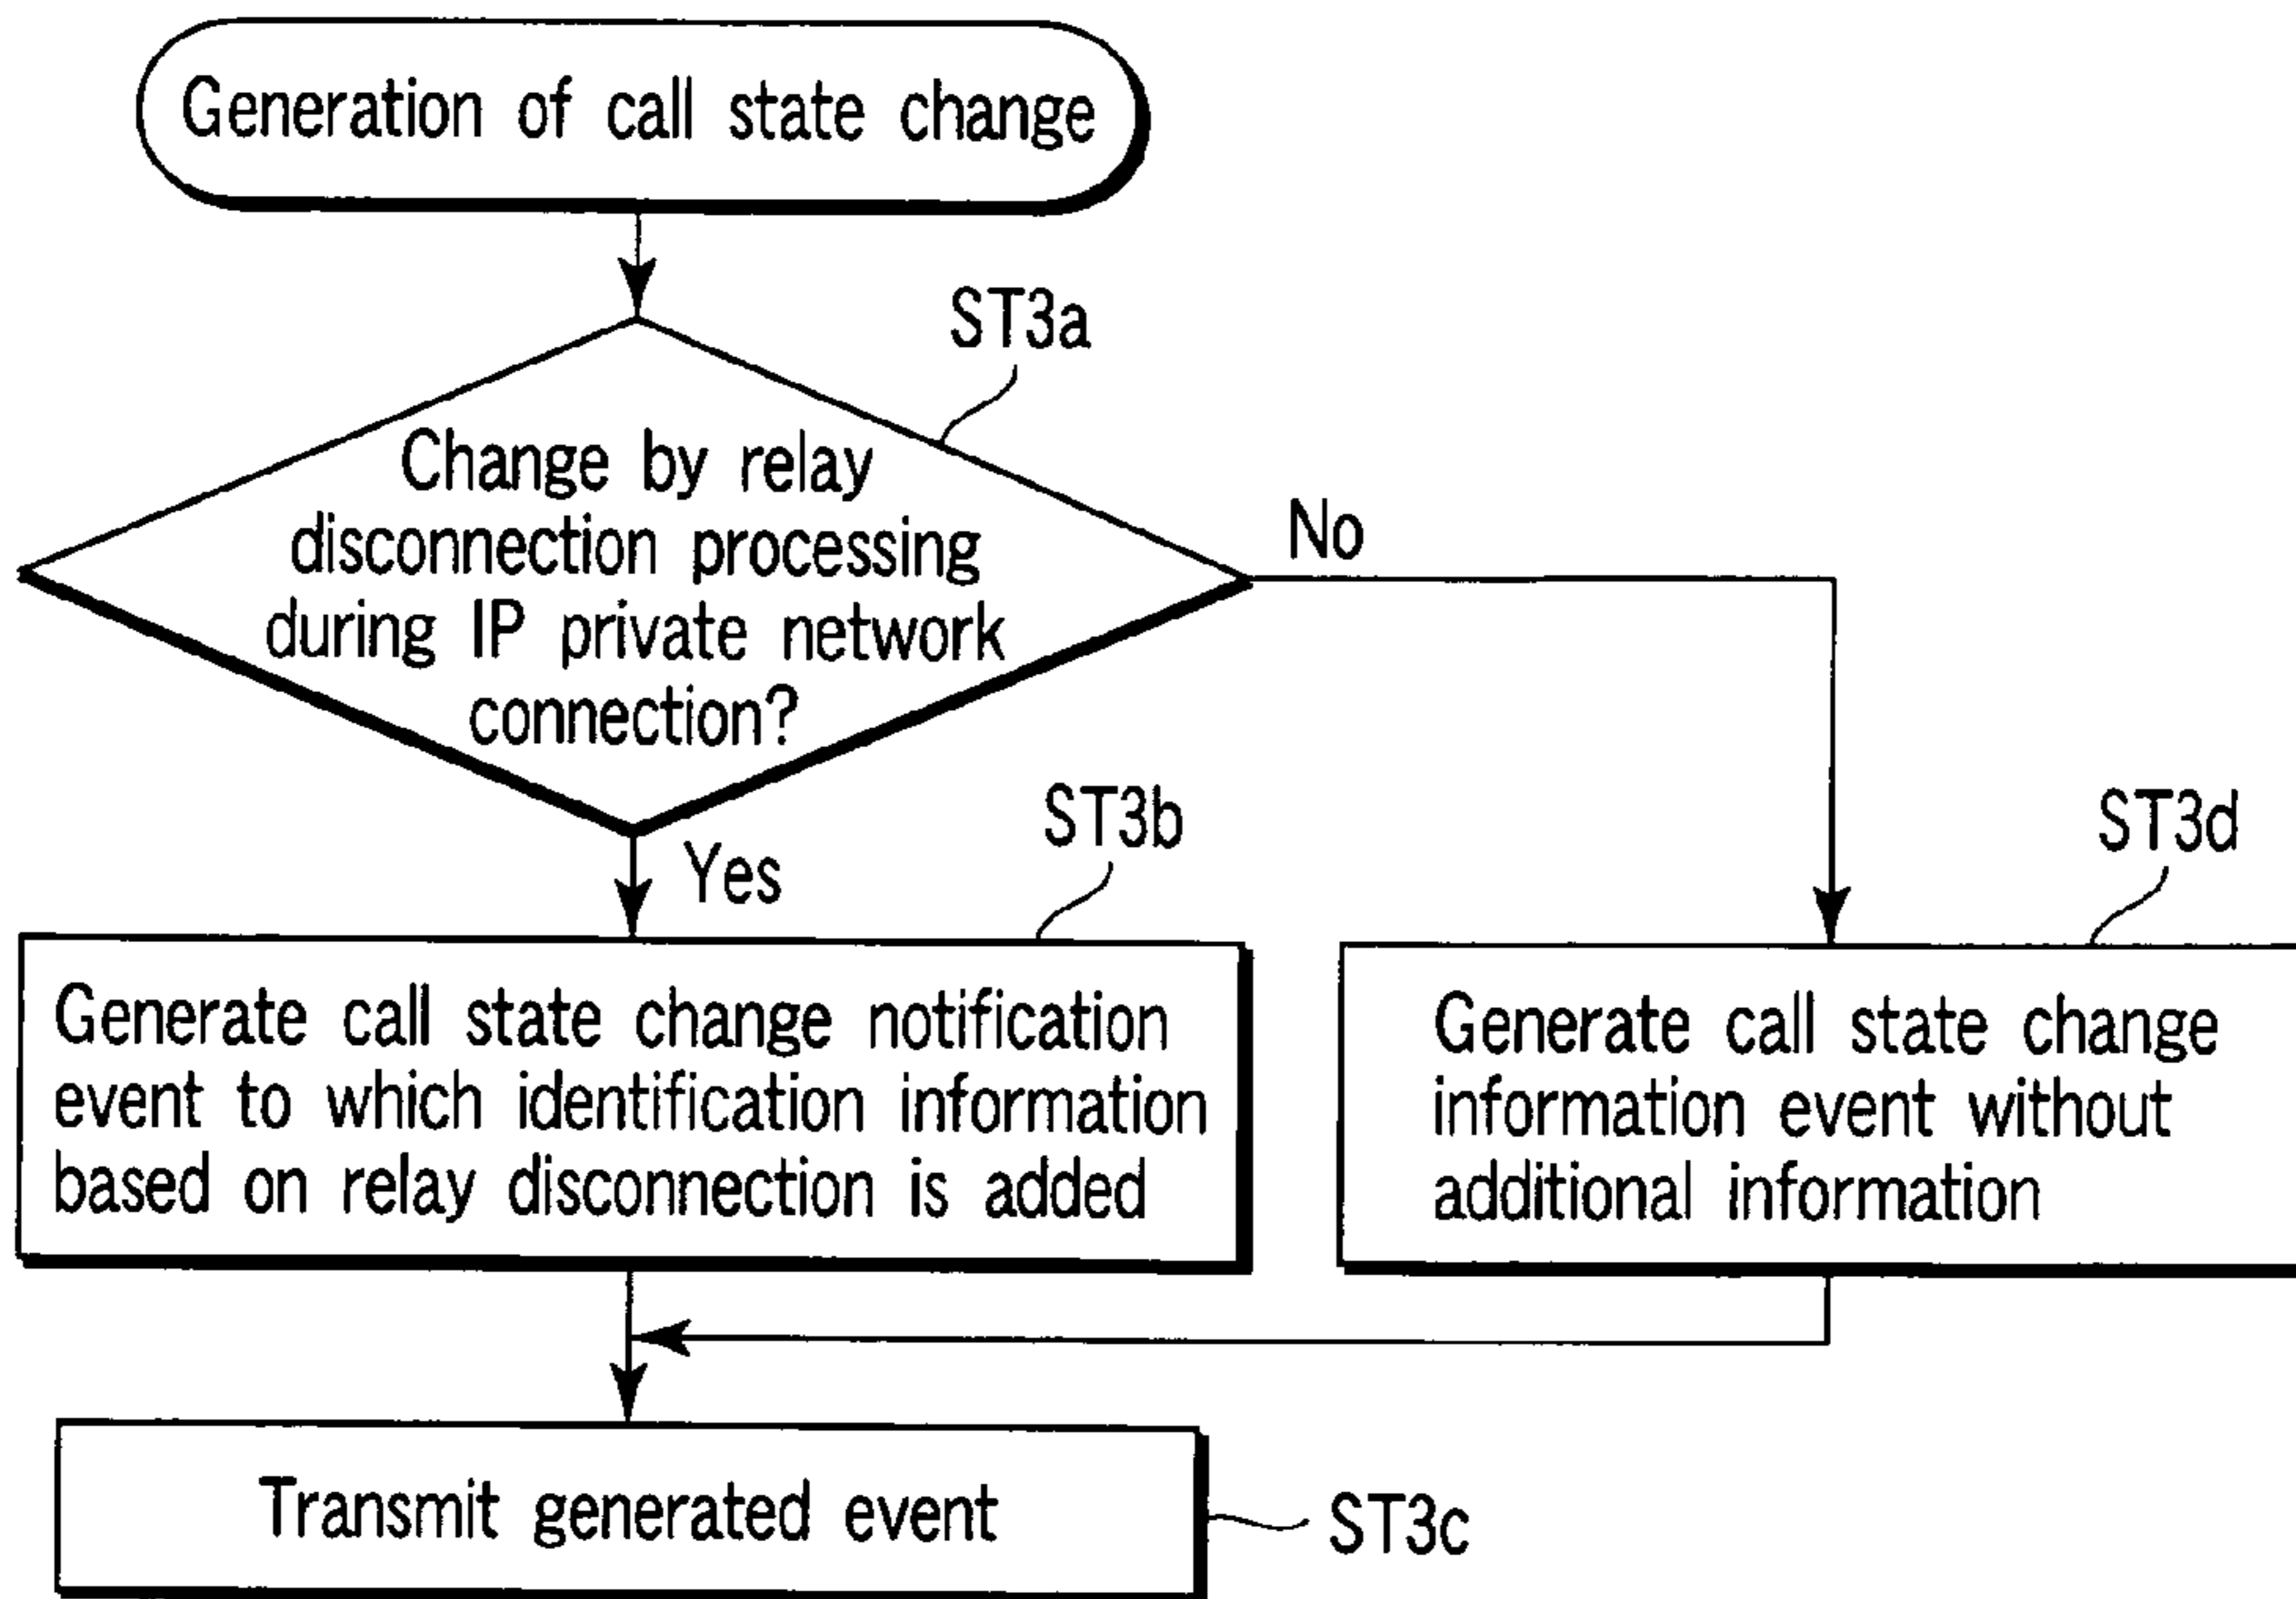 Generation of call state change
ST3a
Change by relay
disconnection processing
during IP private network
connection?
No
Yes
ST3b
ST3d
Generate call state change notification
event to which identification information
based on relay disconnection is added
Generate call state change
information event without
additional information
Transmit generated event
ST3c